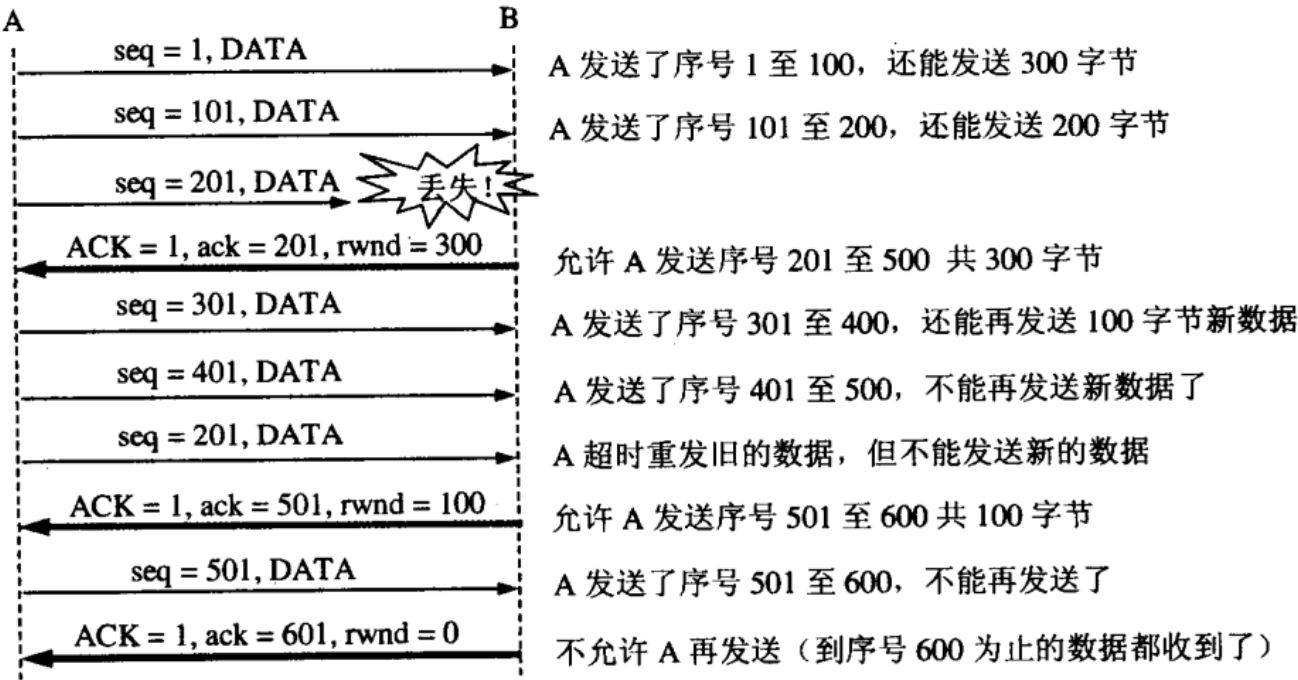 A B
seq = 1, DATA A 发送了序号 1 至 100，还能发送 300 字节
seq = 101, DATA A 发送了序号 101 至 200，还能发送 200 字节
seq = 201, DATA 丢失!
ACK = 1, ack = 201, rwnd = 300 允许 A 发送序号 201 至 500 共 300 字节
seq = 301, DATA A 发送了序号 301 至 400，还能再发送 100 字节新数据
seq = 401, DATA A 发送了序号 401 至 500，不能再发送新数据了
seq = 201, DATA A 超时重发旧的数据，但不能发送新的数据
ACK = 1, ack = 501, rwnd = 100 允许 A 发送序号 501 至 600 共 100 字节
seq = 501, DATA A 发送了序号 501 至 600，不能再发送了
ACK = 1, ack = 601, rwnd = 0 不允许 A 再发送（到序号 600 为止的数据都收到了）